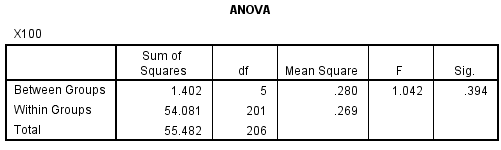 ANOVA
X100
Sum of Squares df Mean Square F Sig.
Between Groups 1.402 5 .280 1.042 .394
Within Groups 54.081 201 .269
Total 55.482 206